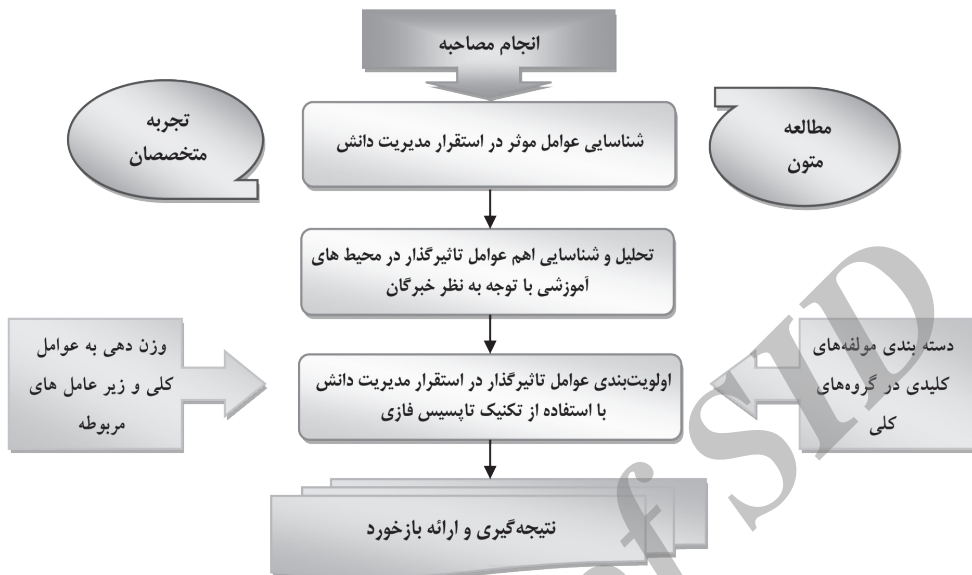 انجام مصاحبه
مطالعه
متون
تجربه
متخصصان
شناسایی عوامل موثر در استقرار مدیریت دانش
تحلیل و شناسایی اهم عوامل تاثیرگذار در محیط های
آموزشی با توجه به نظر خبرگان
دسته بندی مولفه‌های
کلیدی در گروه‌های
کلی
اولویت‌بندی عوامل تاثیرگذار در استقرار مدیریت دانش
با استفاده از تکنیک تاپسیس فازی
وزن دهی به عوامل
کلی و زیر عامل های
مربوطه
نتیجه‌گیری و ارائه بازخورد
of SID